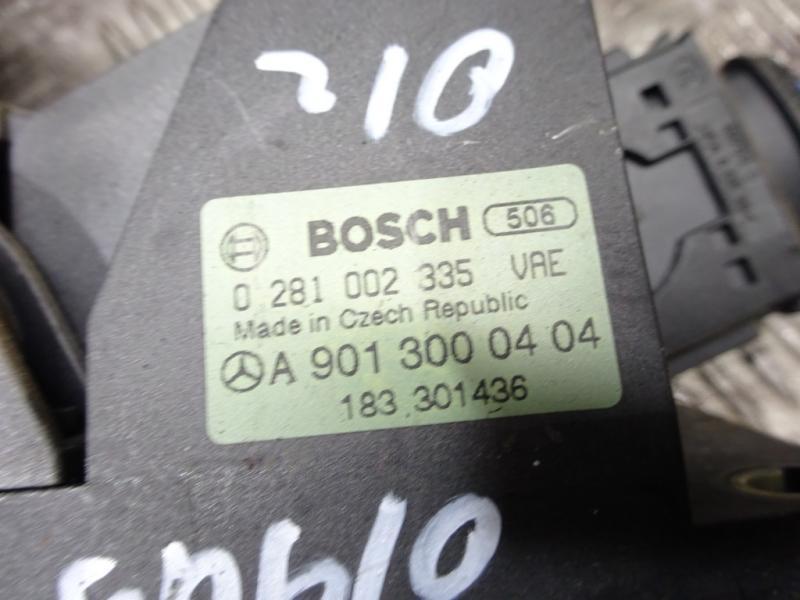 210
BOSCH 506
0 281 002 335 VAE
Made in Czech Republic
A 901 300 04 04
183 301436